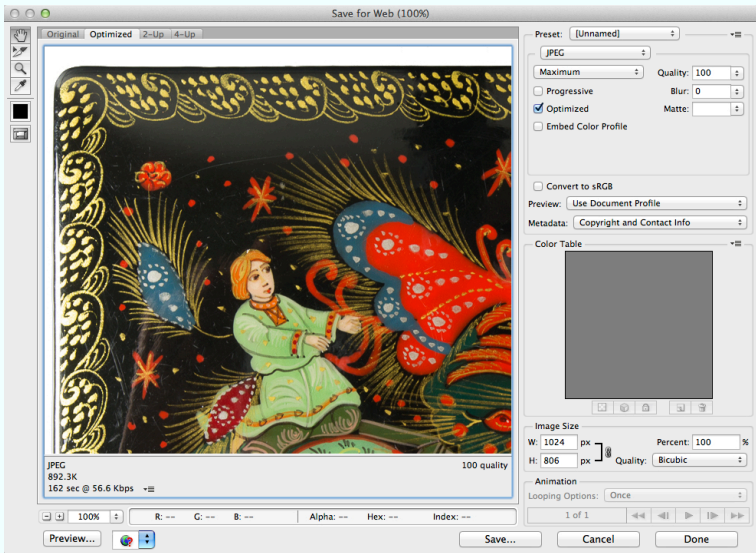 Save for Web (100%)
Original Optimized 2-Up 4-Up
Preset: [Unnamed]
JPEG
Maximum Quality: 100
Progressive Blur: 0
Optimized Matte:
Embed Color Profile
Convert to sRGB
Preview: Use Document Profile
Metadata: Copyright and Contact Info
Color Table
Image Size
W: 1024 px Percent: 100 %
H: 806 px Quality: Bicubic
Animation
Looping Options: Once
1 of 1
JPEG 100 quality
892.3K
162 sec @ 56.6 Kbps
100% R: -- G: -- B: -- Alpha: -- Hex: -- Index: --
Preview... Save... Cancel Done